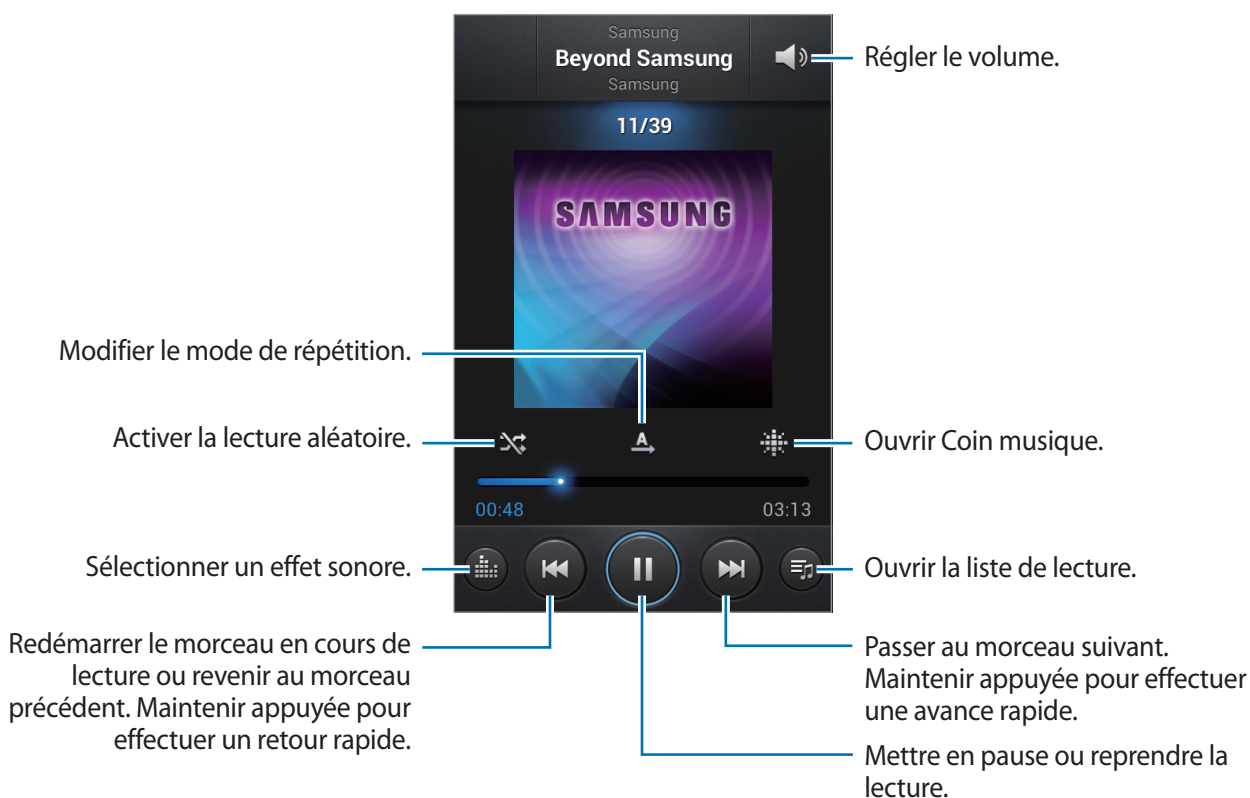 Samsung
Beyond Samsung
Samsung
Régler le volume.
11/39
SAMSUNG
Modifier le mode de répétition.
Activer la lecture aléatoire.
A
Ouvrir Coin musique.
00:48
03:13
Sélectionner un effet sonore.
Ouvrir la liste de lecture.
Redémarrer le morceau en cours de
lecture ou revenir au morceau
précédent. Maintenir appuyée pour
effectuer un retour rapide.
Passer au morceau suivant.
Maintenir appuyée pour effectuer
une avance rapide.
Mettre en pause ou reprendre la
lecture.